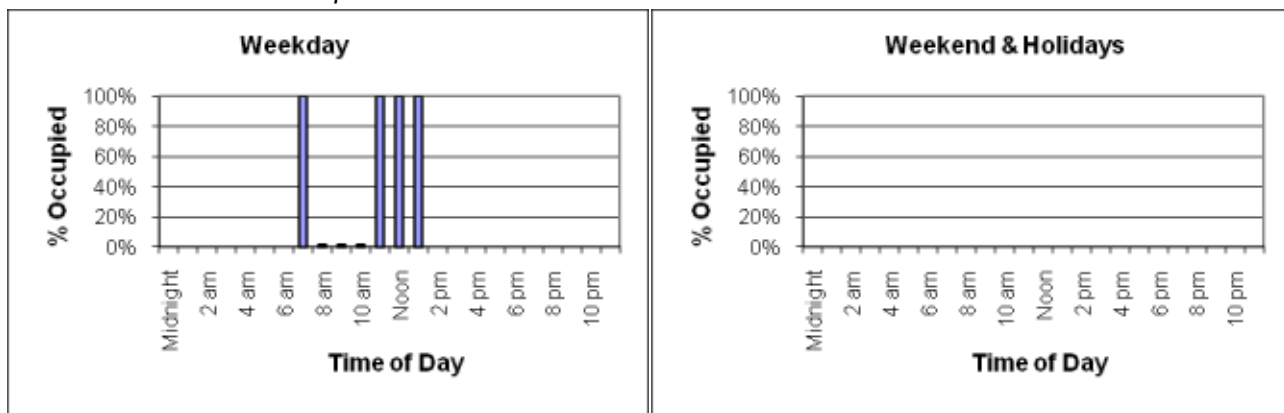 Weekday
% Occupied
100%
80%
60%
40%
20%
0%
Midnight
2 am
4 am
6 am
8 am
10 am
Noon
2 pm
4 pm
6 pm
8 pm
10 pm
Time of Day
Weekend & Holidays
% Occupied
100%
80%
60%
40%
20%
0%
Midnight
2 am
4 am
6 am
8 am
10 am
Noon
2 pm
4 pm
6 pm
8 pm
10 pm
Time of Day